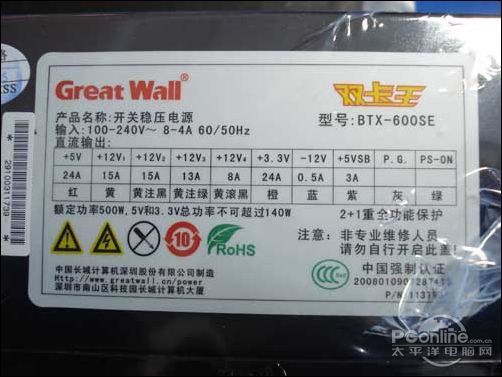 Great Wall®
双卡王
产品名称:开关稳压电源
型号:BTX-600SE
输入:100-240V～ 8-4A 60/50Hz
直流输出:
+5V +12V₁ +12V₂ +12V₃ +12V₄ +3.3V -12V +5VSB P.G. PS-ON
24A 15A 15A 13A 8A 24A 0.5A 3A
红 黄 黄注黑 黄注绿 黄滚黑 橙 蓝 紫 灰 绿
额定功率500W,5V和3.3V总功率不可超过140W
2+1重全功能保护
10
RoHS
注意: 非专业维修人员
请勿自行开启此盖!
中国长城计算机深圳股份有限公司制造
Http://www.greatwall.cn/power
深圳市南山区科技园长城计算机大厦
CCC
中国强制认证
P/N
29100311739
PConline
.com.cn
太平洋电脑网